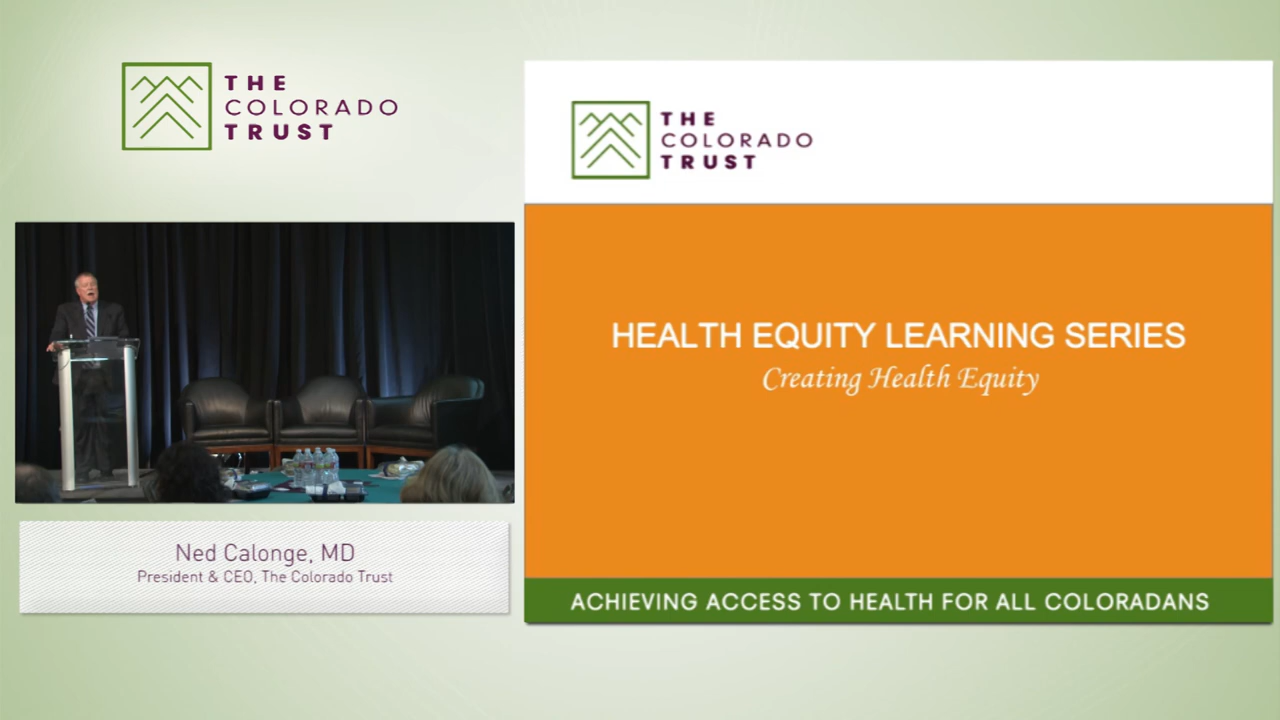 THE
COLORADO
TRUST
Ned Calonge, MD
President & CEO, The Colorado Trust
THE
COLORADO
TRUST
HEALTH EQUITY LEARNING SERIES
Creating Health Equity
ACHIEVING ACCESS TO HEALTH FOR ALL COLORADANS